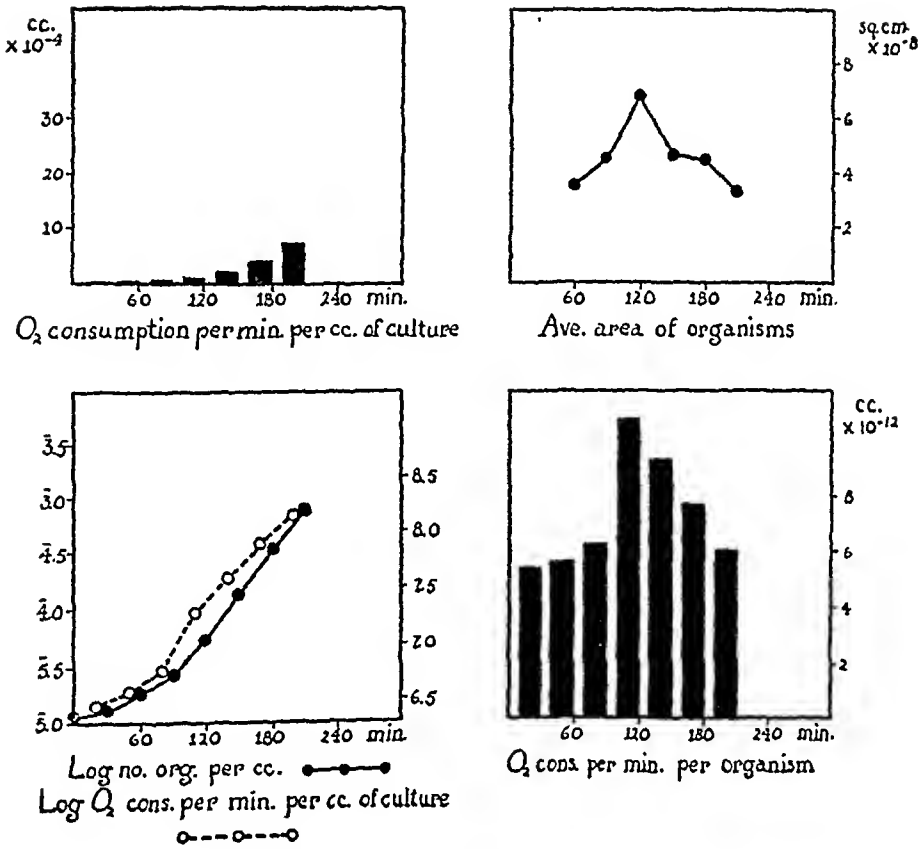 cc.
× 10⁻⁴
30
20
10
60 120 180 240 min.
O₂ consumption per min. per cc. of culture
sq.cm.
× 10⁻⁸
8
6
4
2
60 120 180 240 min.
Ave. area of organisms
3̄.5
3̄.0
4̄.5
4̄.0
5̄.5
5̄.0
8.5
8.0
7.5
7.0
6.5
60 120 180 240 min.
Log no. org. per cc.
Log O₂ cons. per min. per cc. of culture
cc.
× 10⁻¹²
8
6
4
2
60 120 180 240 min.
O₂ cons. per min. per organism